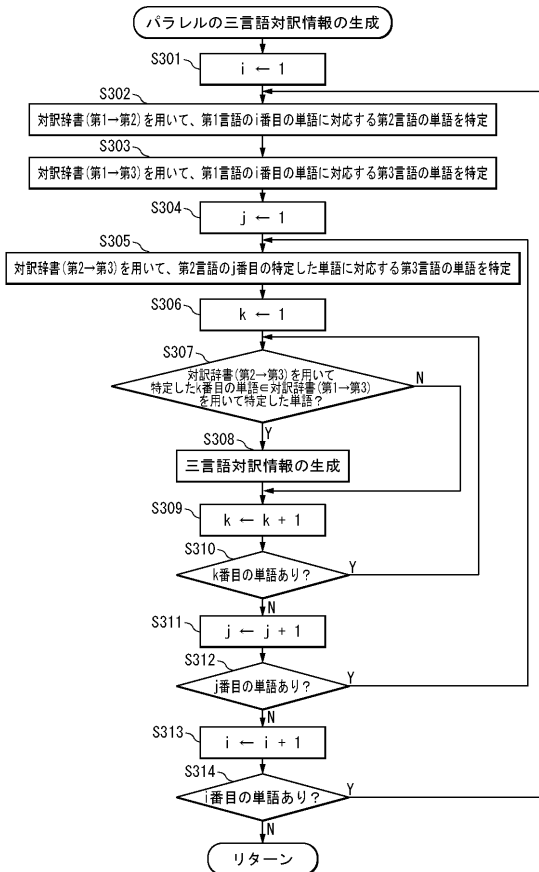 パラレルの三言語対訳情報の生成
S301
i ← 1
S302
対訳辞書(第1→第2)を用いて、第1言語のi番目の単語に対応する第2言語の単語を特定
S303
対訳辞書(第1→第3)を用いて、第1言語のi番目の単語に対応する第3言語の単語を特定
S304
j ← 1
S305
対訳辞書(第2→第3)を用いて、第2言語のj番目の特定した単語に対応する第3言語の単語を特定
S306
k ← 1
S307
対訳辞書(第2→第3)を用いて
特定したk番目の単語∈対訳辞書(第1→第3)
を用いて特定した単語?
N
Y
S308
三言語対訳情報の生成
S309
k ← k + 1
S310
k番目の単語あり?
Y
N
S311
j ← j + 1
S312
j番目の単語あり?
Y
N
S313
i ← i + 1
S314
i番目の単語あり?
Y
N
リターン